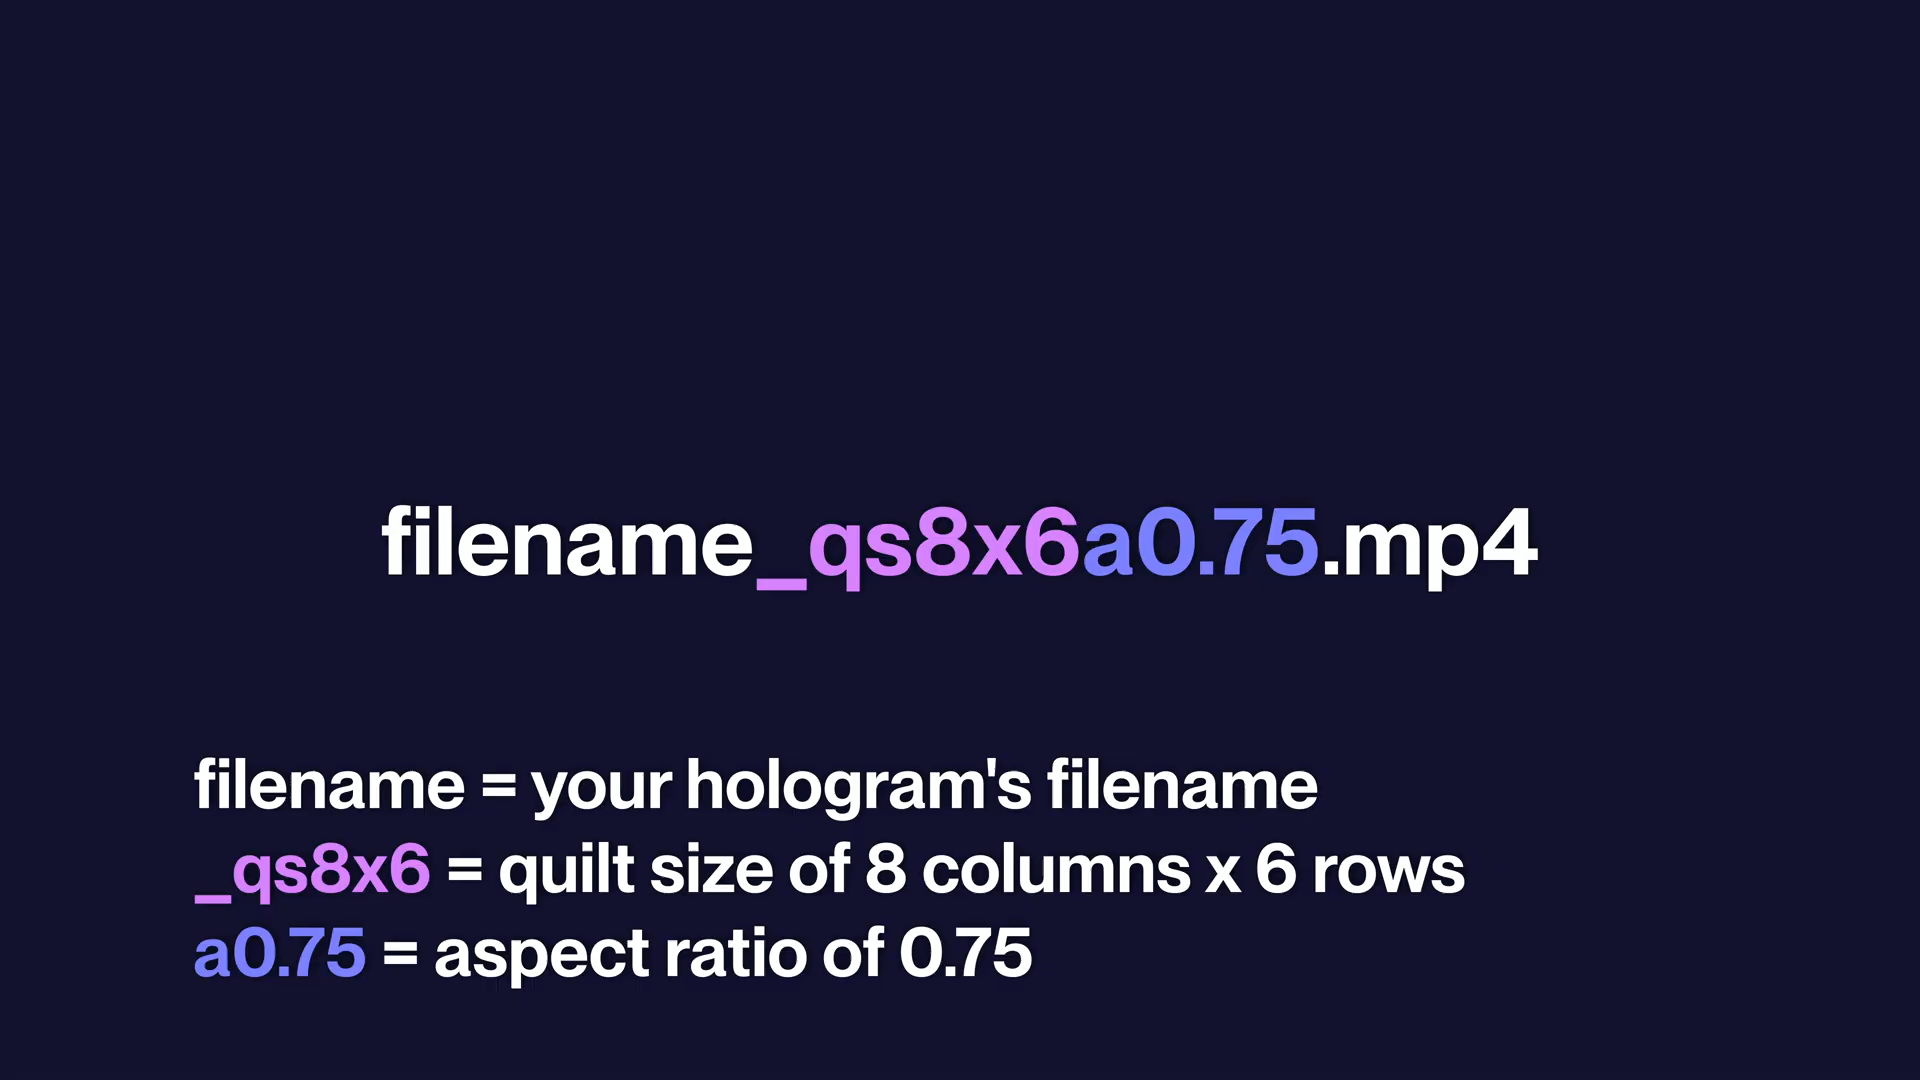 filename_qs8x6a0.75.mp4
filename = your hologram's filename
_qs8x6 = quilt size of 8 columns x 6 rows
a0.75 = aspect ratio of 0.75